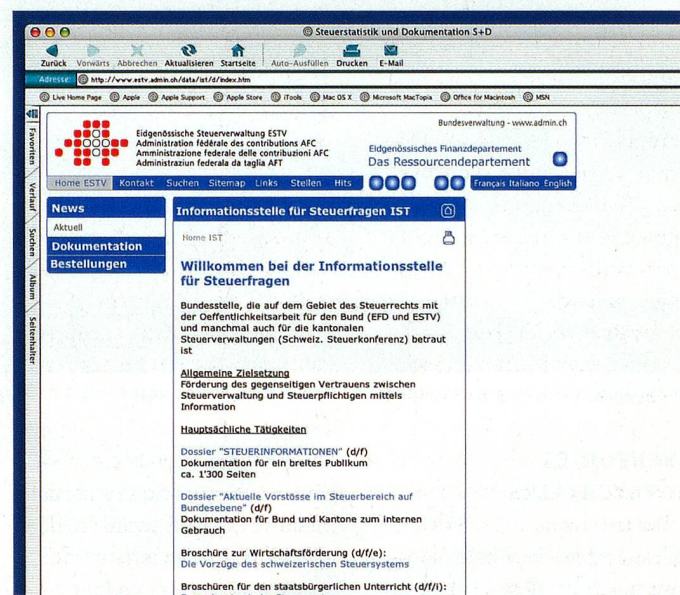 Steuerstatistik und Dokumentation S+D
Zurück Vorwärts Abbrechen Aktualisieren Startseite Auto-Ausfüllen Drucken E-Mail
Adresse: http://www.estv.admin.ch/data/ist/d/index.htm
Live Home Page Apple Apple Support Apple Store iTools Mac OS X Microsoft MacTopia Office for Macintosh MSN
Favoriten
Verlauf
Suchen
Album
Seitenhalter
Bundesverwaltung - www.admin.ch
Eidgenössische Steuerverwaltung ESTV
Administration fédérale des contributions AFC
Amministrazione federale delle contribuzioni AFC
Administraziun federala da taglia AFT
Eidgenössisches Finanzdepartement
Das Ressourcendepartement
Home ESTV Kontakt Suchen Sitemap Links Stellen Hits Français Italiano English
News
Aktuell
Dokumentation
Bestellungen
Informationsstelle für Steuerfragen IST
Home IST
Willkommen bei der Informationsstelle
für Steuerfragen
Bundesstelle, die auf dem Gebiet des Steuerrechts mit
der Oeffentlichkeitsarbeit für den Bund (EFD und ESTV)
und manchmal auch für die kantonalen
Steuerverwaltungen (Schweiz. Steuerkonferenz) betraut
ist
Allgemeine Zielsetzung
Förderung des gegenseitigen Vertrauens zwischen
Steuerverwaltung und Steuerpflichtigen mittels
Information
Hauptsächliche Tätigkeiten
Dossier "STEUERINFORMATIONEN" (d/f)
Dokumentation für ein breites Publikum
ca. 1'300 Seiten
Dossier "Aktuelle Vorstösse im Steuerbereich auf
Bundesebene" (d/f)
Dokumentation für Bund und Kantone zum internen
Gebrauch
Broschüre zur Wirtschaftsförderung (d/f/e):
Die Vorzüge des schweizerischen Steuersystems
Broschüren für den staatsbürgerlichen Unterricht (d/f/i):